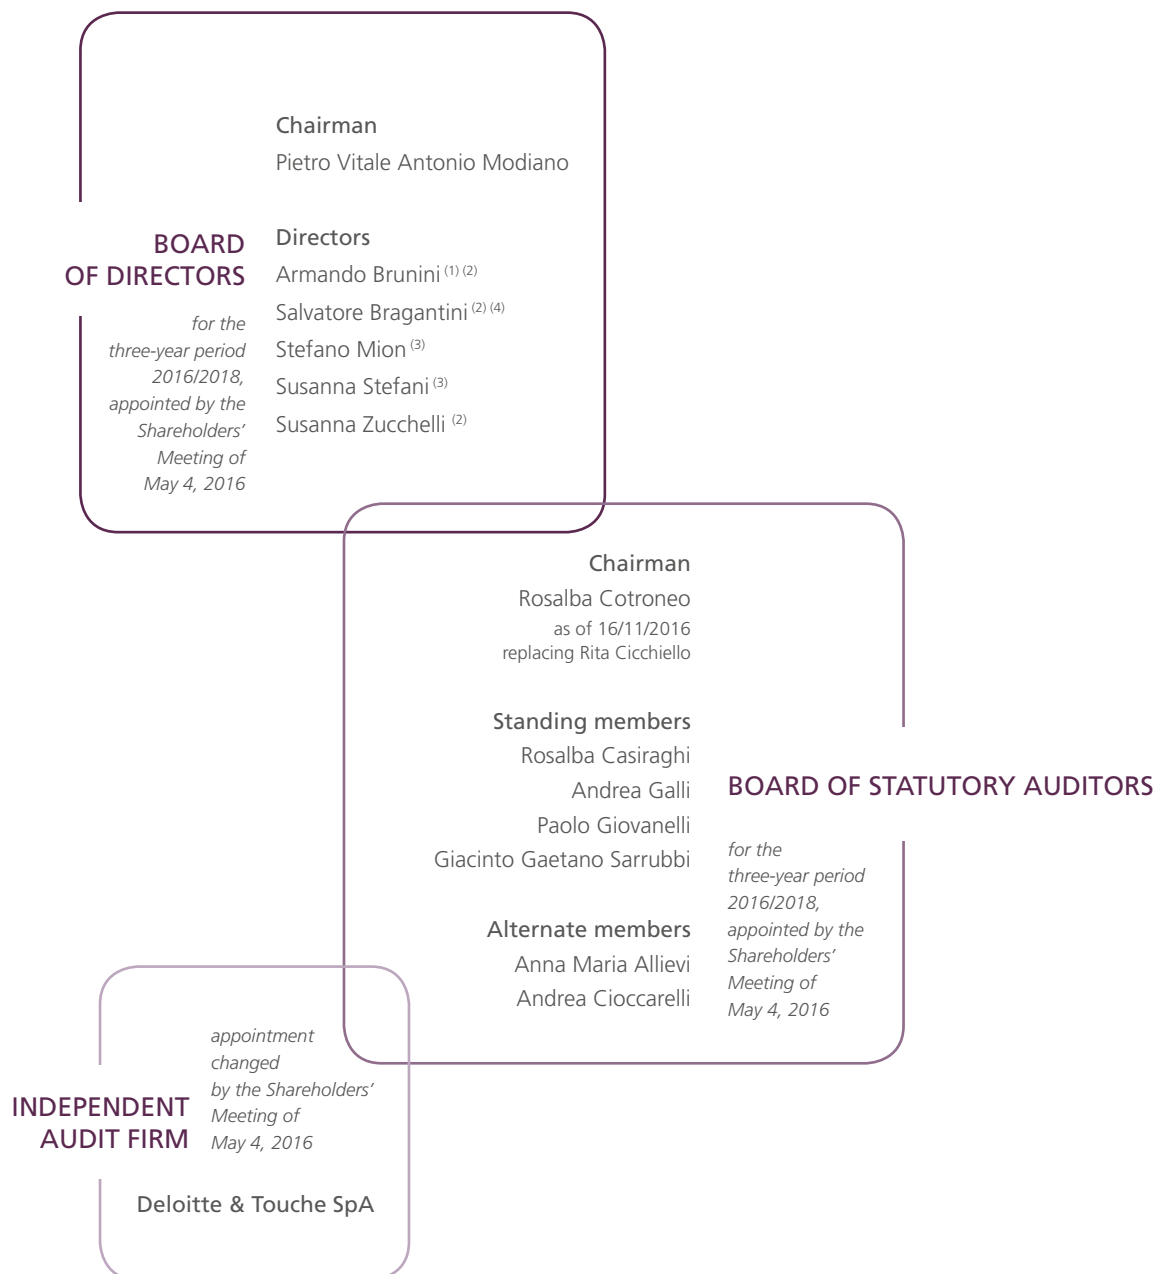 BOARD
OF DIRECTORS
for the
three-year period
2016/2018,
appointed by the
Shareholders’
Meeting of
May 4, 2016
Chairman
Pietro Vitale Antonio Modiano
Directors
Armando Brunini (1) (2)
Salvatore Bragantini (2) (4)
Stefano Mion (3)
Susanna Stefani (3)
Susanna Zucchelli (2)
Chairman
Rosalba Cotroneo
as of 16/11/2016
replacing Rita Cicchiello
Standing members
Rosalba Casiraghi
Andrea Galli
Paolo Giovanelli
Giacinto Gaetano Sarrubbi
Alternate members
Anna Maria Allievi
Andrea Cioccarelli
BOARD OF STATUTORY AUDITORS
for the
three-year period
2016/2018,
appointed by the
Shareholders’
Meeting of
May 4, 2016
INDEPENDENT
AUDIT FIRM
appointment
changed
by the Shareholders’
Meeting of
May 4, 2016
Deloitte & Touche SpA